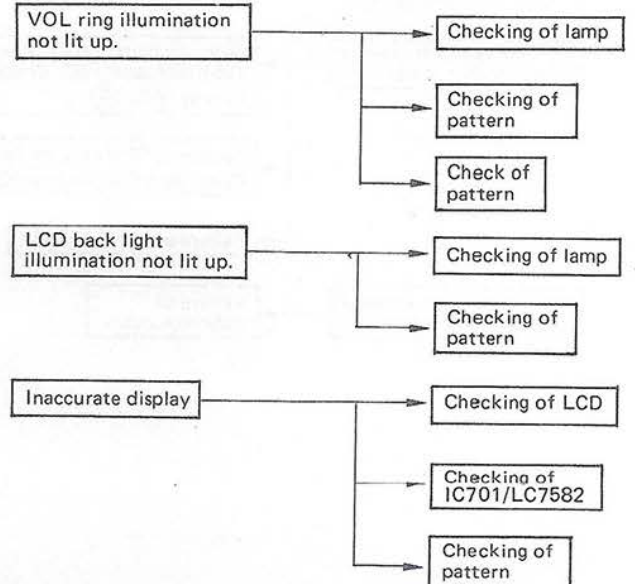 VOL ring illumination
not lit up.
Checking of lamp
Checking of
pattern
Check of
pattern
LCD back light
illumination not lit up.
Checking of lamp
Checking of
pattern
Inaccurate display
Checking of LCD
Checking of
IC701/LC7582
Checking of
pattern